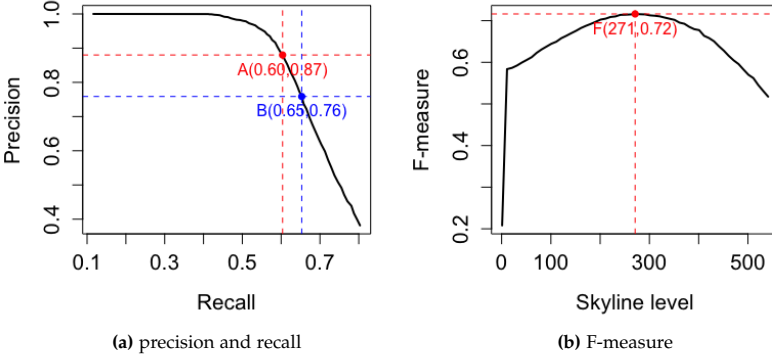 Precision
1.0
0.8
0.6
0.4
A(0.60,0.87)
B(0.65,0.76)
0.1 0.3 0.5 0.7
Recall
(a) precision and recall
F-measure
0.6
0.4
0.2
F(271,0.72)
0 100 300 500
Skyline level
(b) F-measure